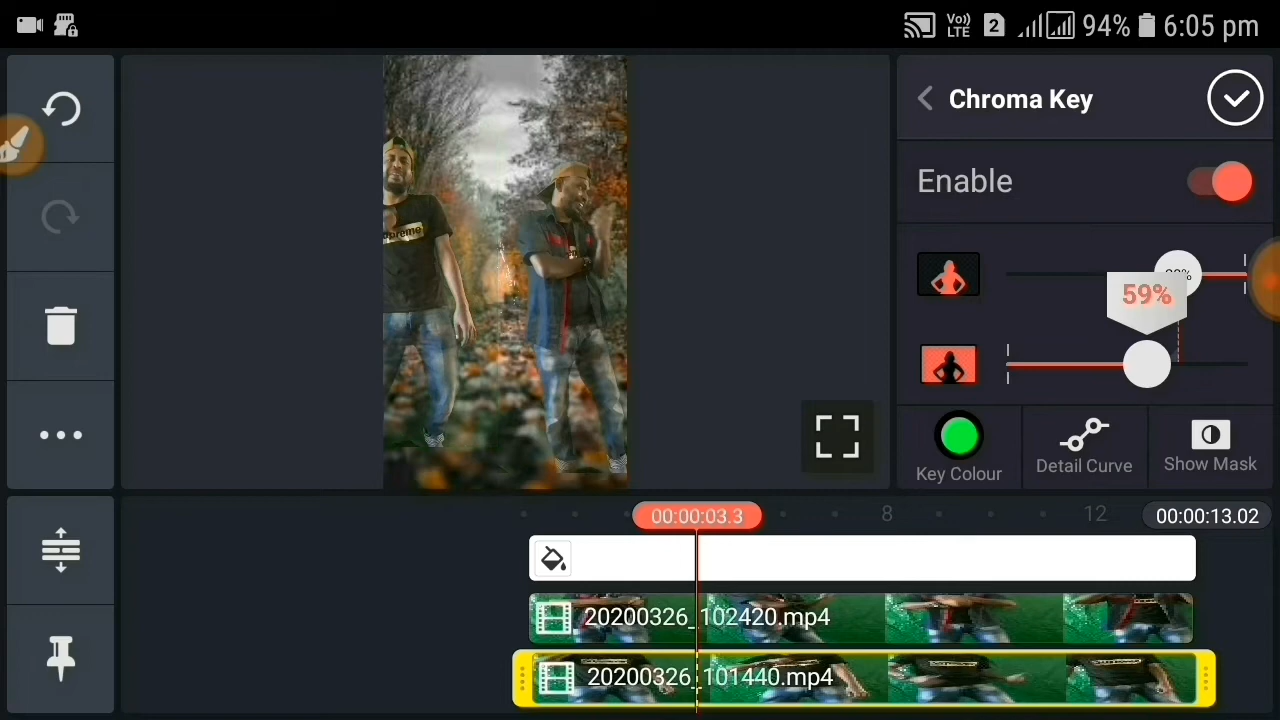 Vo)) LTE 2 94% 6:05 pm
Chroma Key
Enable
59%
Key Colour
Detail Curve
Show Mask
00:00:03.3
8
12
00:00:13.02
20200326_102420.mp4
20200326_101440.mp4